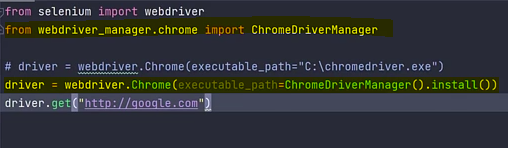 from selenium import webdriver
from webdriver_manager.chrome import ChromeDriverManager
# driver = webdriver.Chrome(executable_path="C:\chromedriver.exe")
driver = webdriver.Chrome(executable_path=ChromeDriverManager().install())
driver.get("http://google.com")